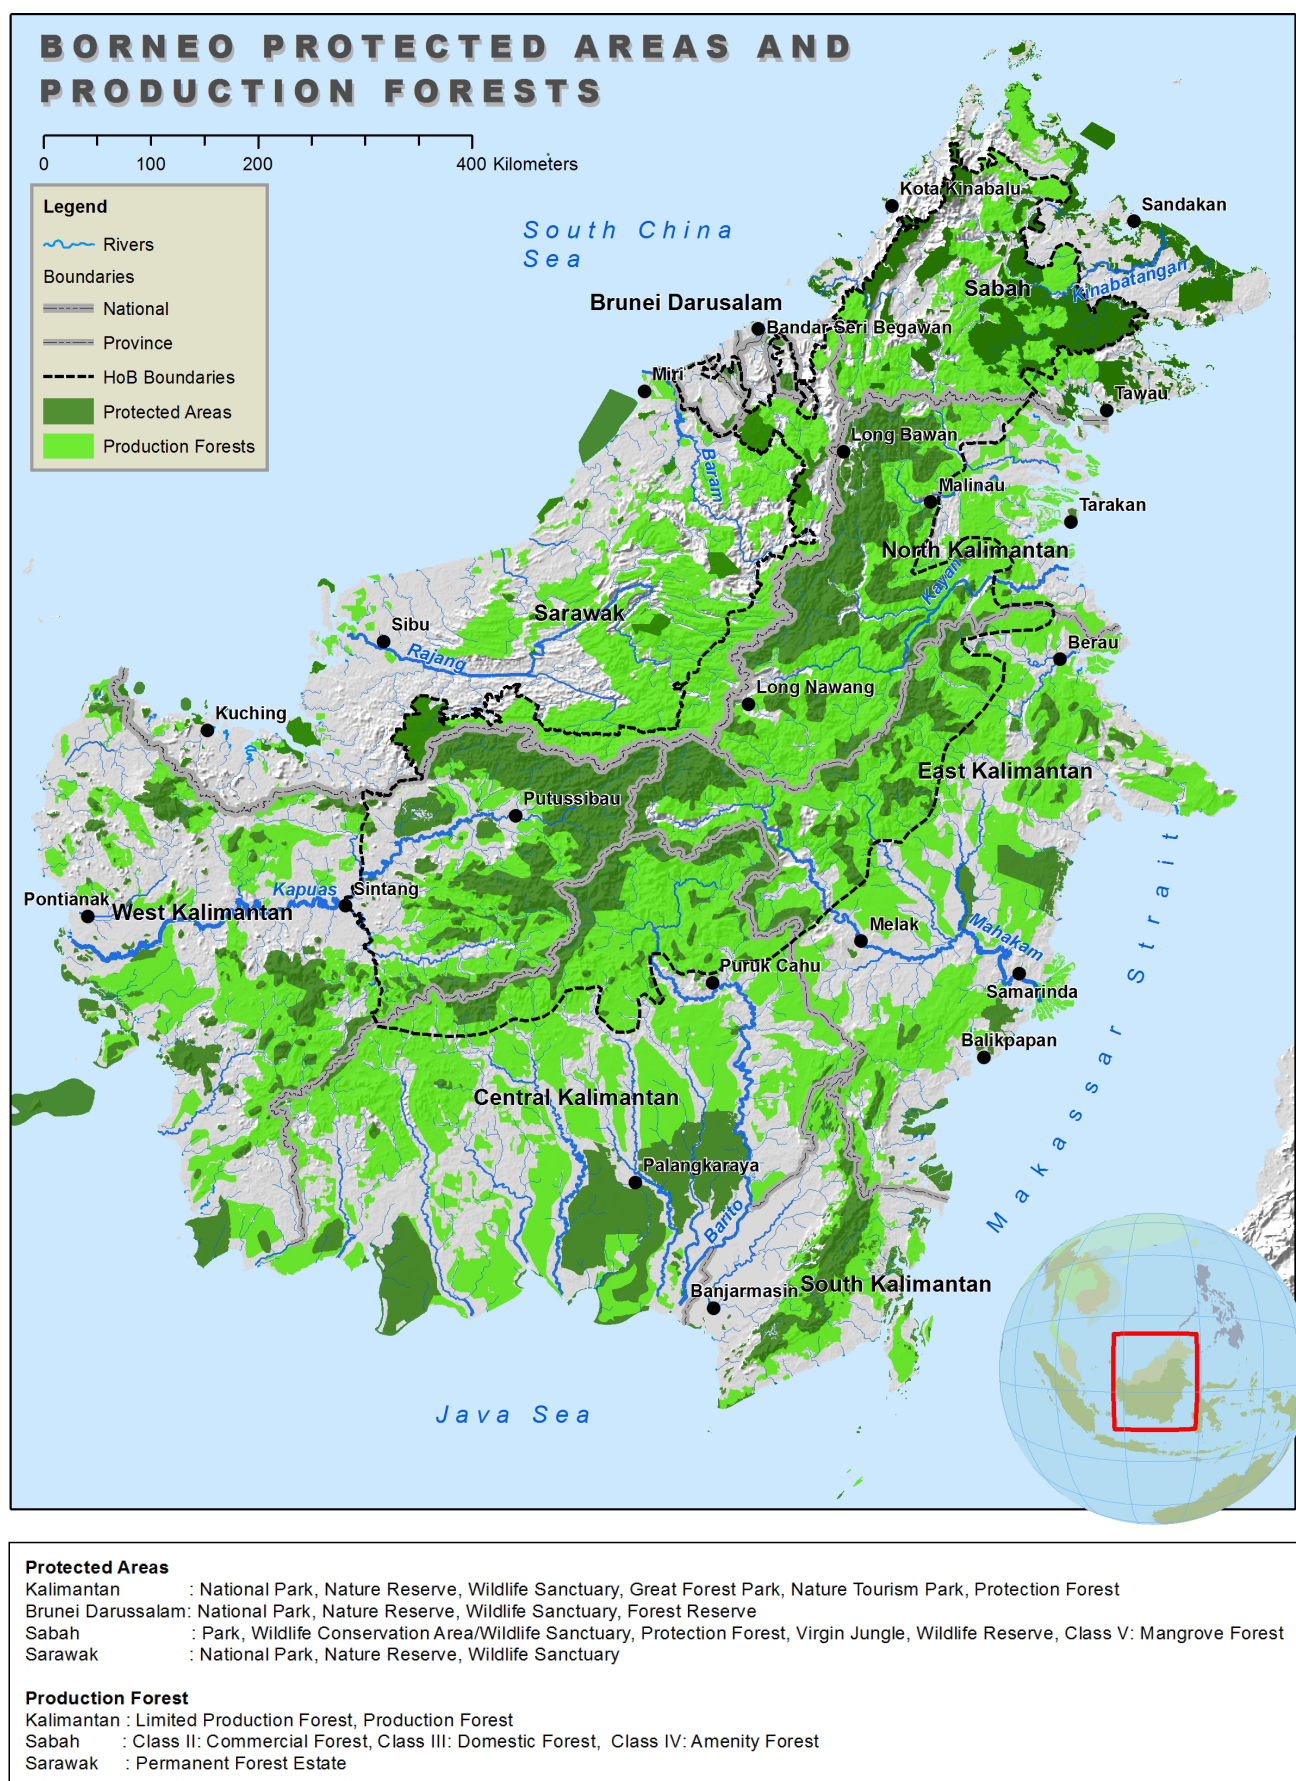 BORNEO PROTECTED AREAS AND
PRODUCTION FORESTS
0 100 200 400 Kilometers
Legend
Rivers
Boundaries
National
Province
HoB Boundaries
Protected Areas
Production Forests
South China
Sea
Kota Kinabalu
Sandakan
Kinabatangan
Sabah
Brunei Darusalam
Bandar Seri Begawan
Miri
Tawau
Long Bawan
Baram
Malinau
Tarakan
North Kalimantan
Kayan
Sarawak
Sibu
Rajang
Berau
Long Nawang
Kuching
East Kalimantan
Putussibau
Kapuas
Sintang
Pontianak
West Kalimantan
Melak
Mahakam
Puruk Cahu
Samarinda
Balikpapan
Makassar Strait
Central Kalimantan
Palangkaraya
Barito
Banjarmasin
South Kalimantan
Java Sea
Protected Areas
Kalimantan : National Park, Nature Reserve, Wildlife Sanctuary, Great Forest Park, Nature Tourism Park, Protection Forest
Brunei Darussalam: National Park, Nature Reserve, Wildlife Sanctuary, Forest Reserve
Sabah : Park, Wildlife Conservation Area/Wildlife Sanctuary, Protection Forest, Virgin Jungle, Wildlife Reserve, Class V: Mangrove Forest
Sarawak : National Park, Nature Reserve, Wildlife Sanctuary
Production Forest
Kalimantan : Limited Production Forest, Production Forest
Sabah : Class II: Commercial Forest, Class III: Domestic Forest, Class IV: Amenity Forest
Sarawak : Permanent Forest Estate